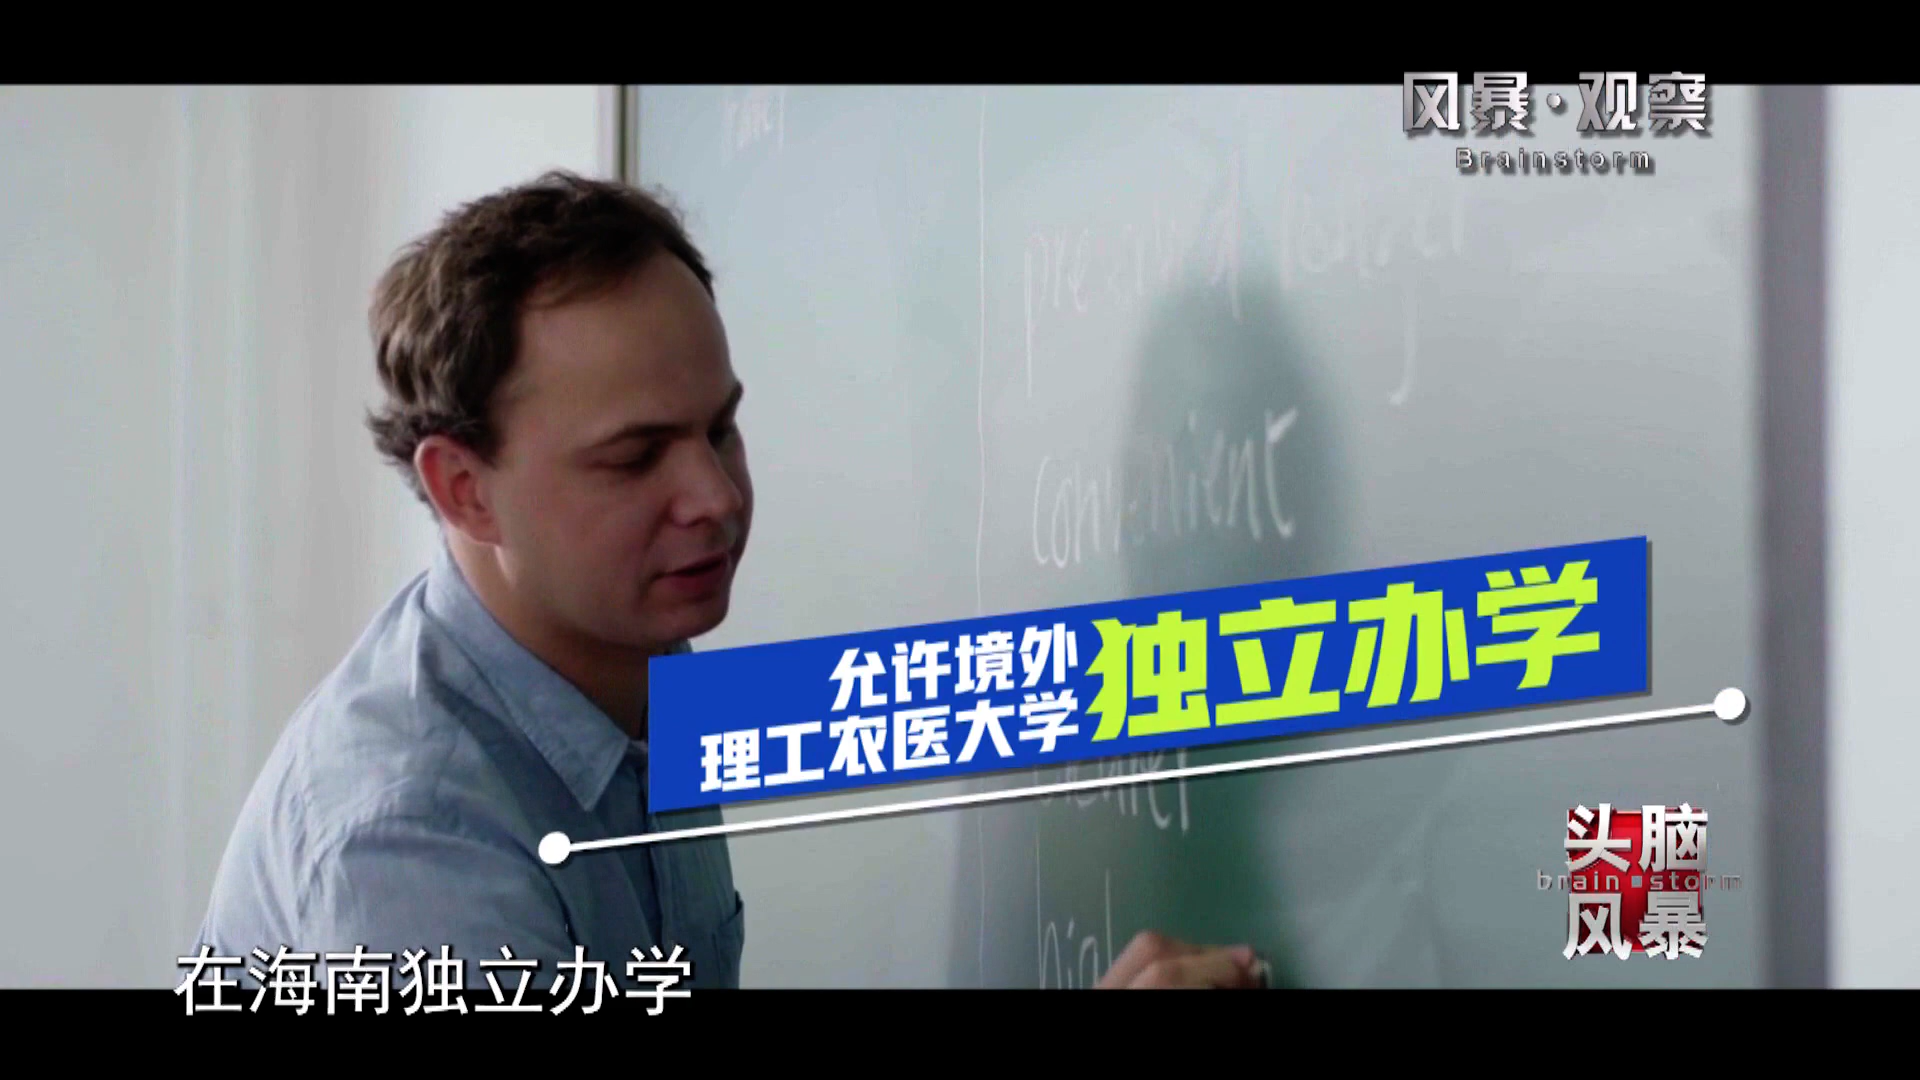 风暴·观察
Brainstorm
convenient
允许境外
理工农医大学
独立办学
头脑
brain storm
风暴
在海南独立办学